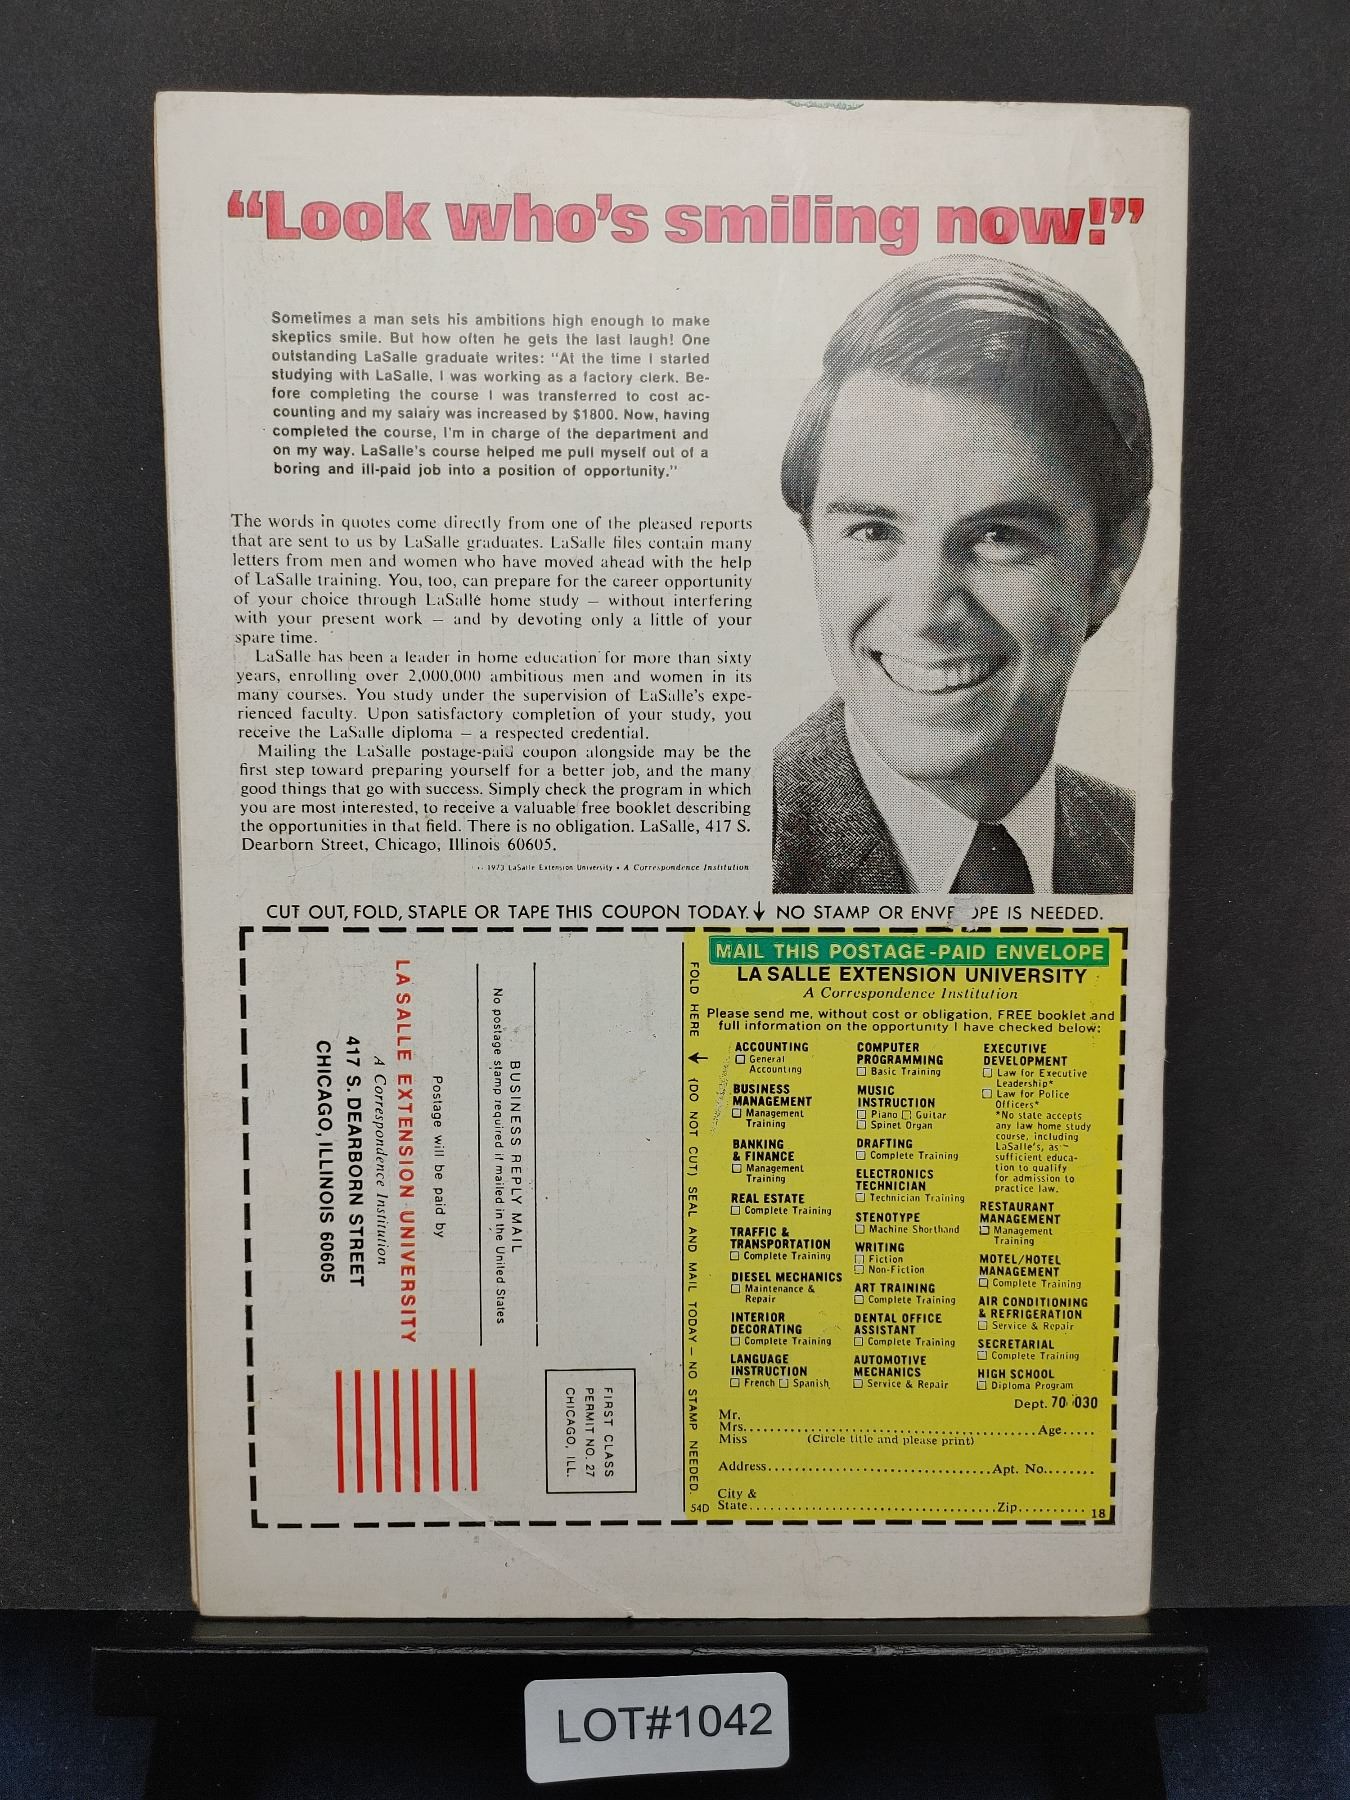 “Look who’s smiling now!”
Sometimes a man sets his ambitions high enough to make
skeptics smile. But how often he gets the last laugh! One
outstanding LaSalle graduate writes: “At the time I started
studying with LaSalle, I was working as a factory clerk. Be-
fore completing the course I was transferred to cost ac-
counting and my salary was increased by $1800. Now, having
completed the course, I’m in charge of the department and
on my way. LaSalle’s course helped me pull myself out of a
boring and ill-paid job into a position of opportunity.”
The words in quotes come directly from one of the pleased reports
that are sent to us by LaSalle graduates. LaSalle files contain many
letters from men and women who have moved ahead with the help
of LaSalle training. You, too, can prepare for the career opportunity
of your choice through LaSalle home study – without interfering
with your present work – and by devoting only a little of your
spare time.
LaSalle has been a leader in home education for more than sixty
years, enrolling over 2,000,000 ambitious men and women in its
many courses. You study under the supervision of LaSalle’s expe-
rienced faculty. Upon satisfactory completion of your study, you
receive the LaSalle diploma – a respected credential.
Mailing the LaSalle postage-paid coupon alongside may be the
first step toward preparing yourself for a better job, and the many
good things that go with success. Simply check the program in which
you are most interested, to receive a valuable free booklet describing
the opportunities in that field. There is no obligation. LaSalle, 417 S.
Dearborn Street, Chicago, Illinois 60605.
1973 LaSalle Extension University • A Correspondence Institution
CUT OUT, FOLD, STAPLE OR TAPE THIS COUPON TODAY. ↓ NO STAMP OR ENVELOPE IS NEEDED.
FIRST CLASS
PERMIT NO. 27
CHICAGO, ILL.
BUSINESS REPLY MAIL
No postage stamp required if mailed in the United States
Postage will be paid by
LA SALLE EXTENSION UNIVERSITY
A Correspondence Institution
417 S. DEARBORN STREET
CHICAGO, ILLINOIS 60605
FOLD HERE ↓ (DO NOT CUT) SEAL AND MAIL TODAY – NO STAMP NEEDED.
54D
MAIL THIS POSTAGE-PAID ENVELOPE
LA SALLE EXTENSION UNIVERSITY
A Correspondence Institution
Please send me, without cost or obligation, FREE booklet and
full information on the opportunity I have checked below:
ACCOUNTING
☐ General
Accounting
BUSINESS
MANAGEMENT
☐ Management
Training
BANKING
& FINANCE
☐ Management
Training
REAL ESTATE
☐ Complete Training
TRAFFIC &
TRANSPORTATION
☐ Complete Training
DIESEL MECHANICS
☐ Maintenance &
Repair
INTERIOR
DECORATING
☐ Complete Training
LANGUAGE
INSTRUCTION
☐ French ☐ Spanish
COMPUTER
PROGRAMMING
☐ Basic Training
MUSIC
INSTRUCTION
☐ Piano ☐ Guitar
☐ Spinet Organ
DRAFTING
☐ Complete Training
ELECTRONICS
TECHNICIAN
☐ Technician Training
STENOTYPE
☐ Machine Shorthand
WRITING
☐ Fiction
☐ Non-Fiction
ART TRAINING
☐ Complete Training
DENTAL OFFICE
ASSISTANT
☐ Complete Training
AUTOMOTIVE
MECHANICS
☐ Service & Repair
EXECUTIVE
DEVELOPMENT
☐ Law for Executive
Leadership*
☐ Law for Police
Officers*
*No state accepts
any law home study
course, including
LaSalle’s, as
sufficient educa-
tion to qualify
for admission to
practice law.
RESTAURANT
MANAGEMENT
☐ Management
Training
MOTEL/HOTEL
MANAGEMENT
☐ Complete Training
AIR CONDITIONING
& REFRIGERATION
☐ Service & Repair
SECRETARIAL
☐ Complete Training
HIGH SCHOOL
☐ Diploma Program
Dept. 70-030
Mr.
Mrs. Age
Miss (Circle title and please print)
Address Apt. No.
City &
State Zip
18
LOT#1042